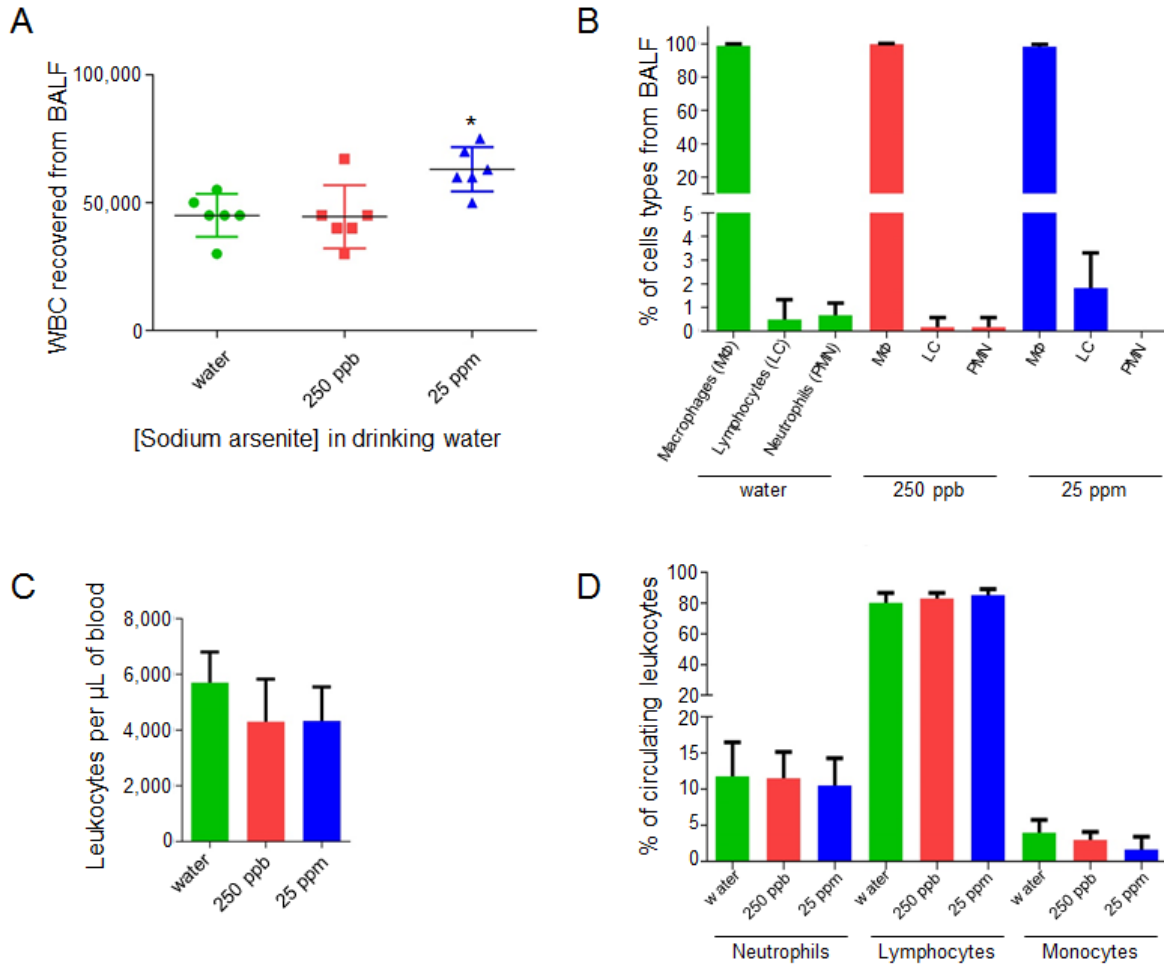 A
WBC recovered from BALF
100,000
50,000
0
*
water
250 ppb
25 ppm
[Sodium arsenite] in drinking water
B
% of cells types from BALF
100
80
60
40
20
5
4
3
2
1
0
Macrophages (MΦ)
Lymphocytes (LC)
Neutrophils (PMN)
MΦ
LC
PMN
MΦ
LC
PMN
water
250 ppb
25 ppm
C
Leukocytes per µL of blood
8,000
6,000
4,000
2,000
0
water
250 ppb
25 ppm
D
% of circulating leukocytes
100
80
60
40
20
20
15
10
5
0
water
250 ppb
25 ppm
water
250 ppb
25 ppm
water
250 ppb
25 ppm
Neutrophils
Lymphocytes
Monocytes